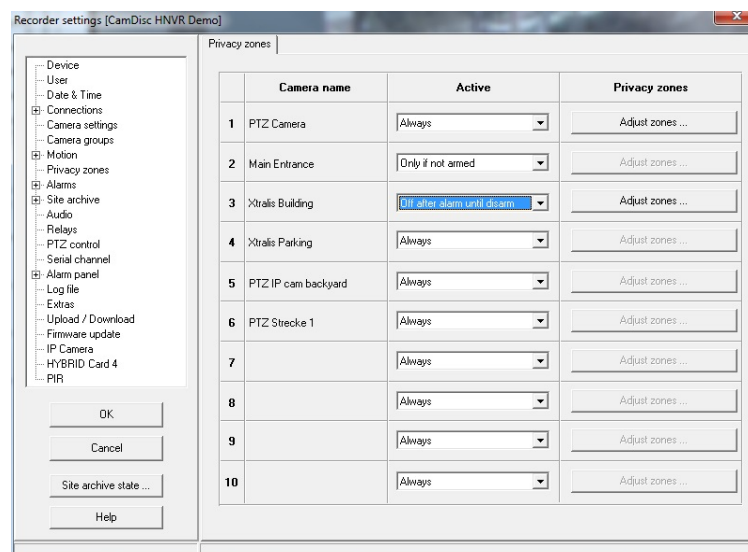 Recorder settings [CamDisc HNVR Demo]
Device
User
Date & Time
Connections
Camera settings
Camera groups
Motion
Privacy zones
Alarms
Site archive
Audio
Relays
PTZ control
Serial channel
Alarm panel
Log file
Extras
Upload / Download
Firmware update
IP Camera
HYBRID Card 4
PIR
OK
Cancel
Site archive state ...
Help
Privacy zones
Camera name Active Privacy zones
1 PTZ Camera Always Adjust zones ...
2 Main Entrance Only if not armed Adjust zones ...
3 Xtralis Building Off after alarm until disarm Adjust zones ...
4 Xtralis Parking Always Adjust zones ...
5 PTZ IP cam backyard Always Adjust zones ...
6 PTZ Strecke 1 Always Adjust zones ...
7 Always Adjust zones ...
8 Always Adjust zones ...
9 Always Adjust zones ...
10 Always Adjust zones ...